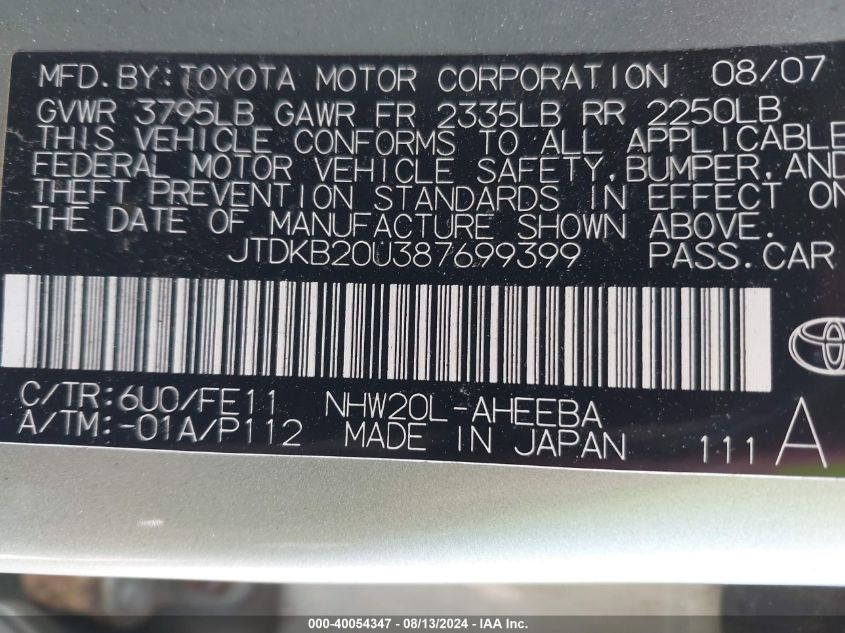 MFD. BY: TOYOTA MOTOR CORPORATION 08/07
GVWR 3795LB GAWR FR 2335LB RR 2250LB
THIS VEHICLE CONFORMS TO ALL APPLICABLE
FEDERAL MOTOR VEHICLE SAFETY, BUMPER, AND
THEFT PREVENTION STANDARDS IN EFFECT ON
THE DATE OF MANUFACTURE SHOWN ABOVE.
JTDKB20U387699399 PASS. CAR
C/TR: 6U0/FE11 NHW20L-AHEEBA
A/TM: -01A/P112 MADE IN JAPAN 111 A
000-40054347 - 08/13/2024 - IAA Inc.